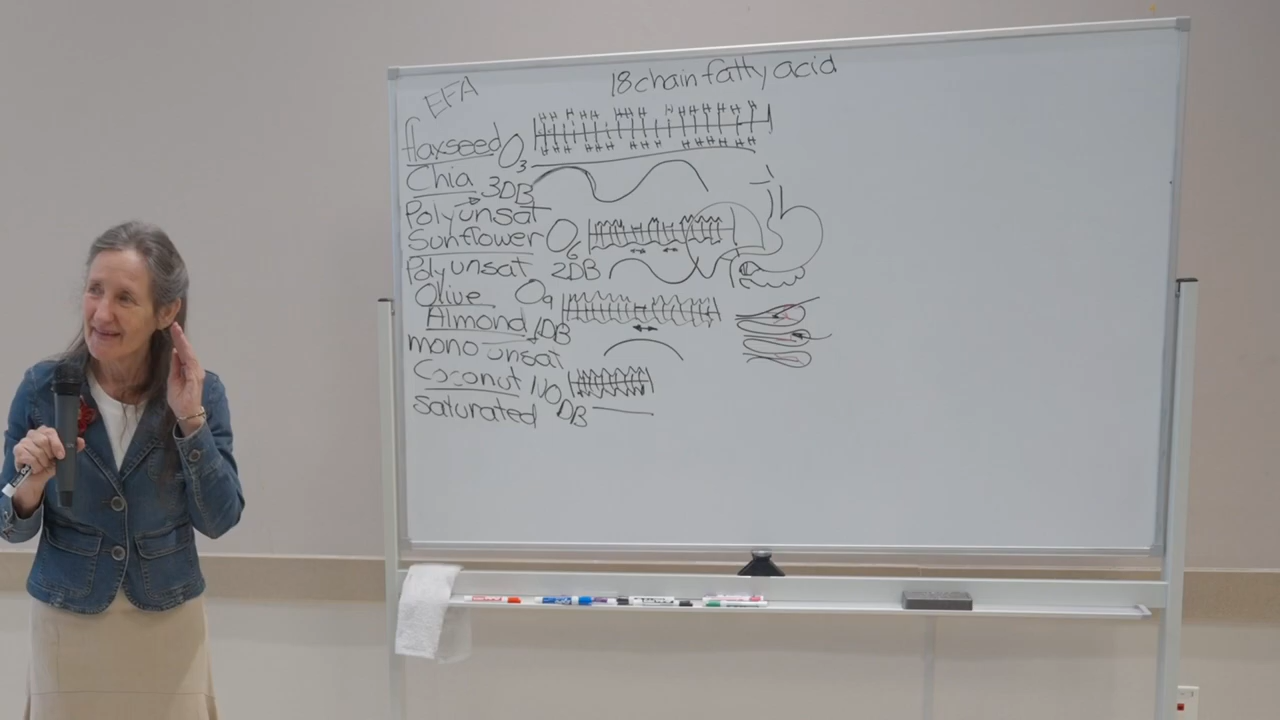 EFA
18 chain fatty acid
flaxseed O3
Chia 3DB
Polyunsat
Sunflower O6
Polyunsat 2DB
Olive O9
Almond 1DB
mono unsat
Coconut NO
saturated DB